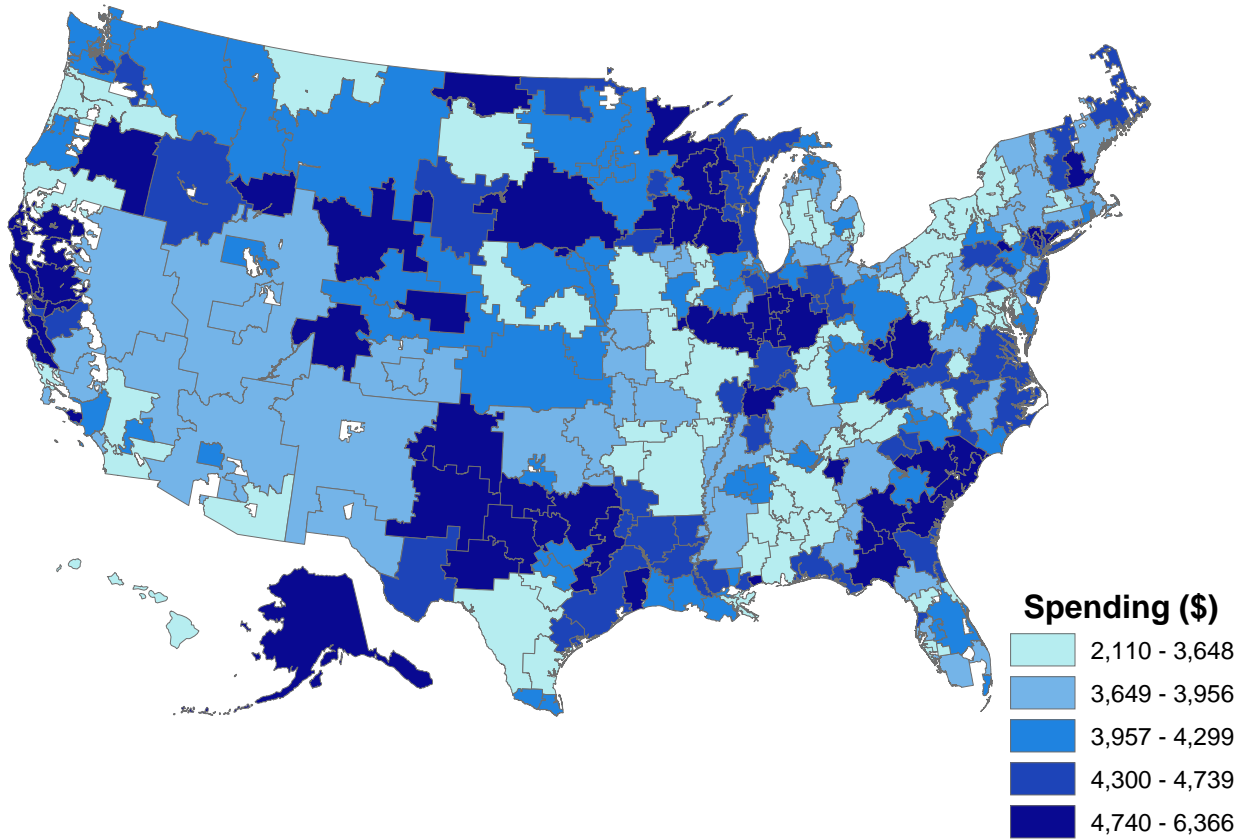 Spending ($)
2,110 - 3,648
3,649 - 3,956
3,957 - 4,299
4,300 - 4,739
4,740 - 6,366